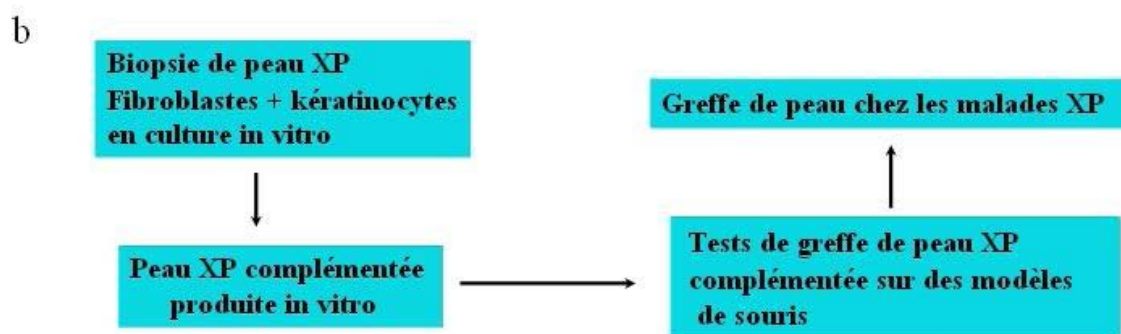 b
Biopsie de peau XP
Fibroblastes + kératinocytes
en culture in vitro
Peau XP complémentée
produite in vitro
Tests de greffe de peau XP
complémentée sur des modèles
de souris
Greffe de peau chez les malades XP